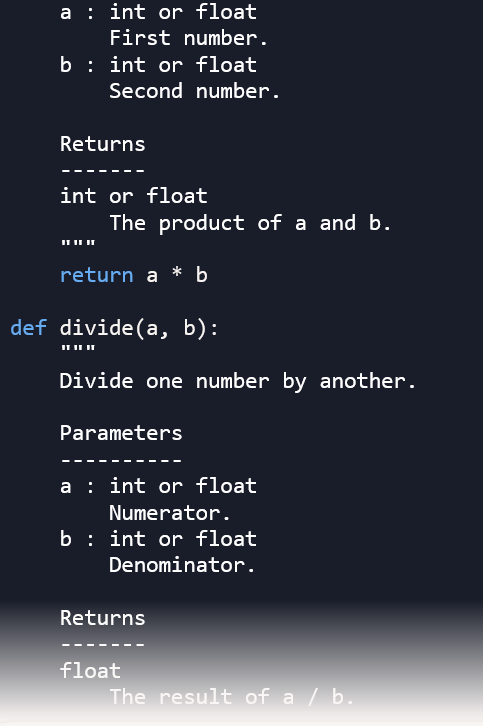 a : int or float
First number.
b : int or float
Second number.
Returns
-------
int or float
The product of a and b.
"""
return a * b
def divide(a, b):
"""
Divide one number by another.
Parameters
----------
a : int or float
Numerator.
b : int or float
Denominator.
Returns
-------
float
The result of a / b.